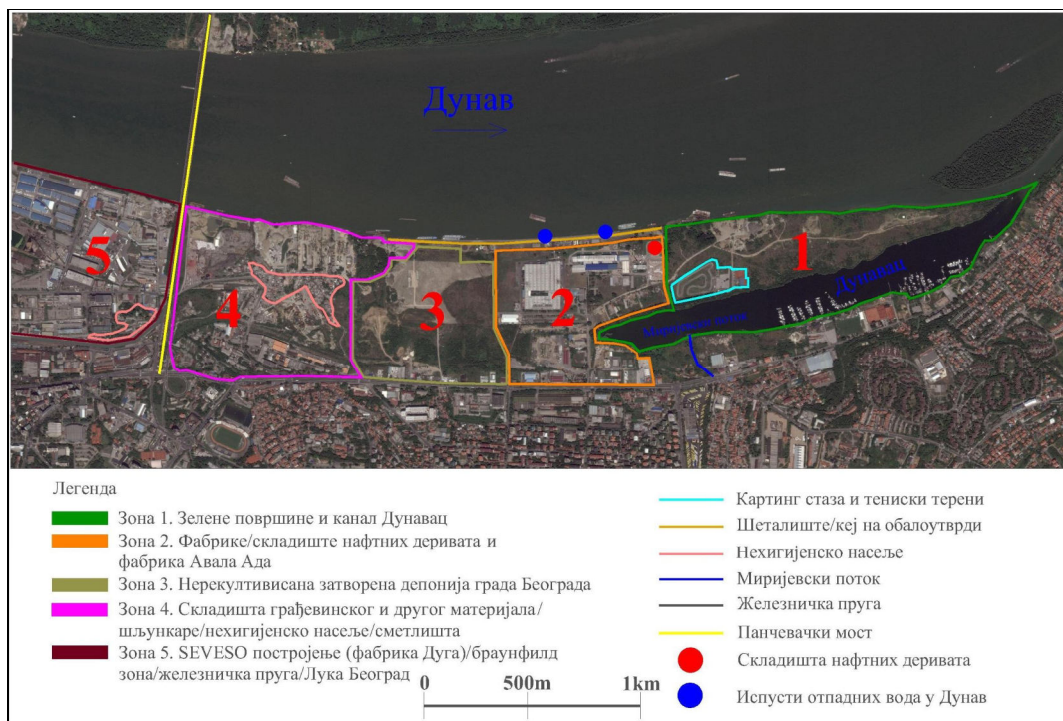 Дунав
5
4
3
2
1
Дунавац
Миријевски поток
Легенда
Зона 1. Зелене површине и канал Дунавац
Зона 2. Фабрике/складиште нафтних деривата и
фабрика Авала Ада
Зона 3. Нерекултивисана затворена депонија града Београда
Зона 4. Складишта грађевинског и другог материјала/
шљункаре/нехигијенско насеље/сметлишта
Зона 5. SEVESO постројење (фабрика Дуга)/браунфилд
зона/железничка пруга/Лука Београд
Картинг стаза и тениски терени
Шеталиште/кеј на обалоутврди
Нехигијенско насеље
Миријевски поток
Железничка пруга
Панчевачки мост
Складишта нафтних деривата
Испусти отпадних вода у Дунав
0 500m 1km